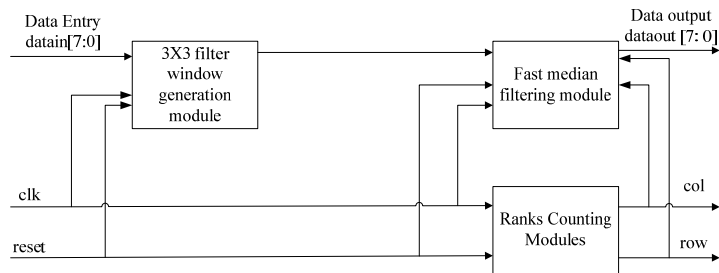 Data Entry
datain[7:0]
3X3 filter
window
generation
module
Fast median
filtering module
Data output
dataout [7: 0]
clk
reset
Ranks Counting
Modules
col
row